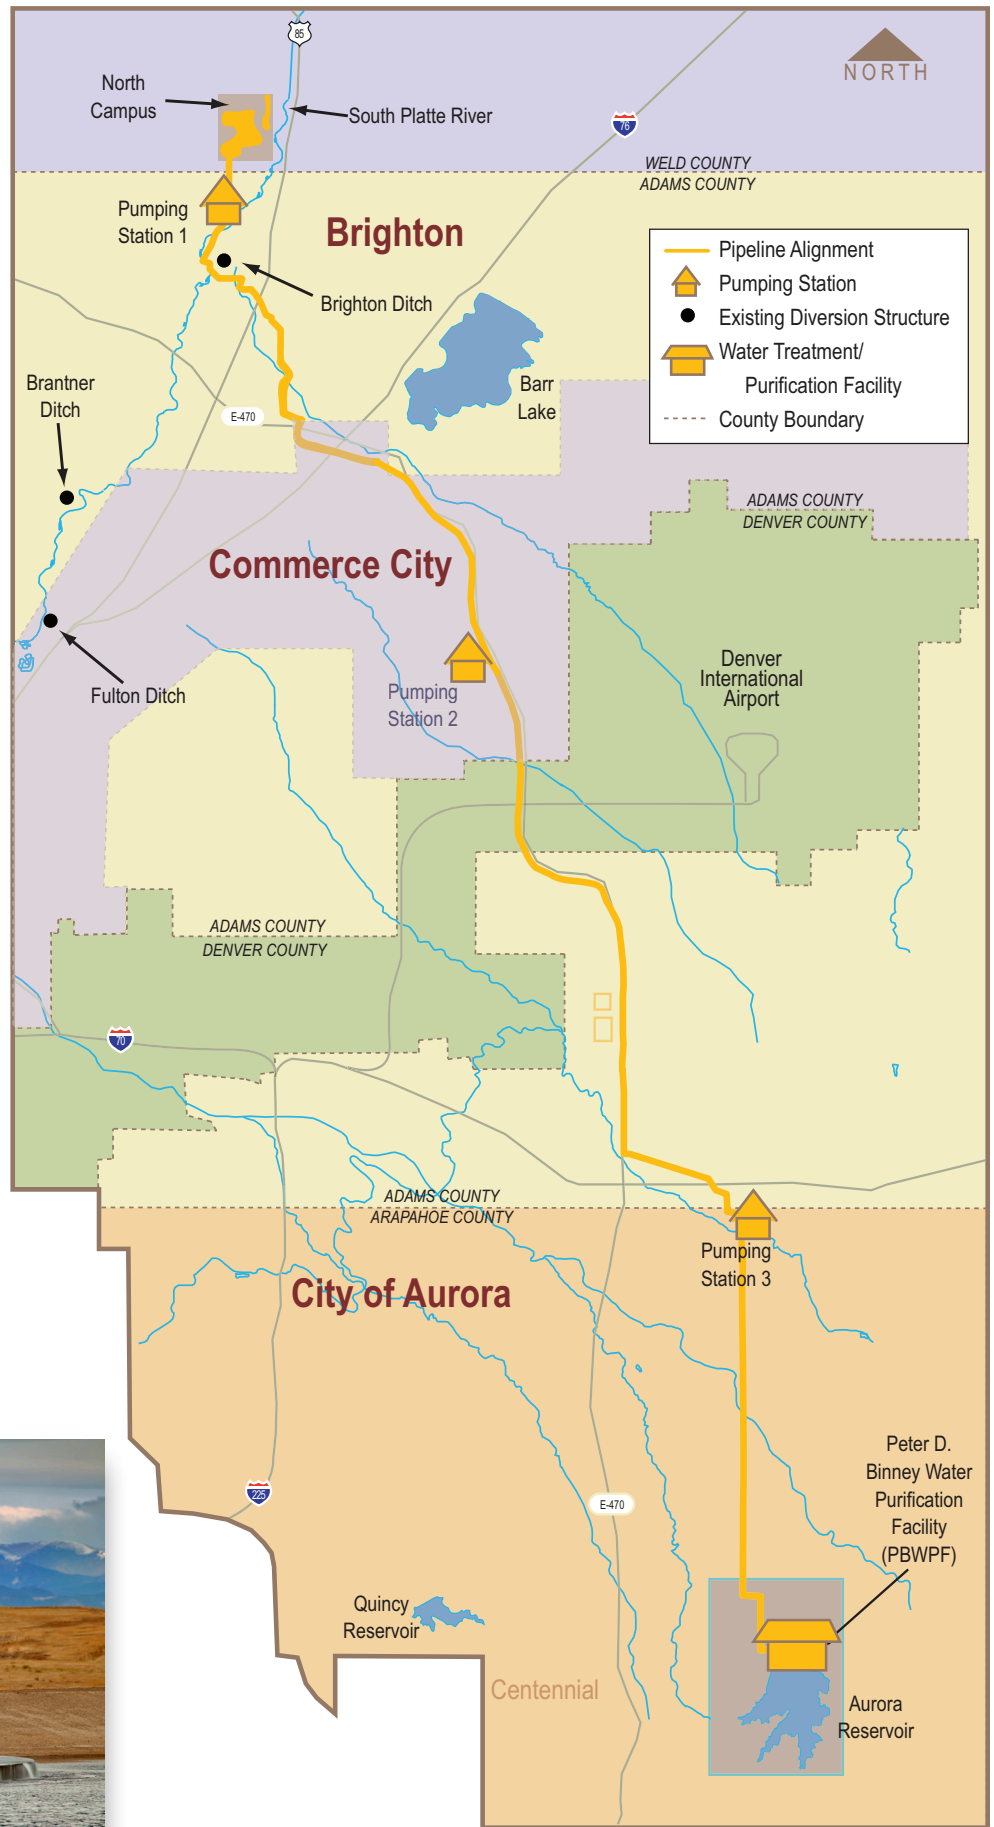 85
NORTH
North
Campus
South Platte River
76
WELD COUNTY
ADAMS COUNTY
Pumping
Station 1
Brighton
Pipeline Alignment
Pumping Station
Existing Diversion Structure
Water Treatment/
Purification Facility
County Boundary
Brighton Ditch
Barr
Lake
Brantner
Ditch
E-470
ADAMS COUNTY
DENVER COUNTY
Commerce City
Denver
International
Airport
Fulton Ditch
Pumping
Station 2
ADAMS COUNTY
DENVER COUNTY
70
ADAMS COUNTY
ARAPAHOE COUNTY
Pumping
Station 3
City of Aurora
Peter D.
Binney Water
Purification
Facility
(PBWPF)
225
E-470
Quincy
Reservoir
Centennial
Aurora
Reservoir